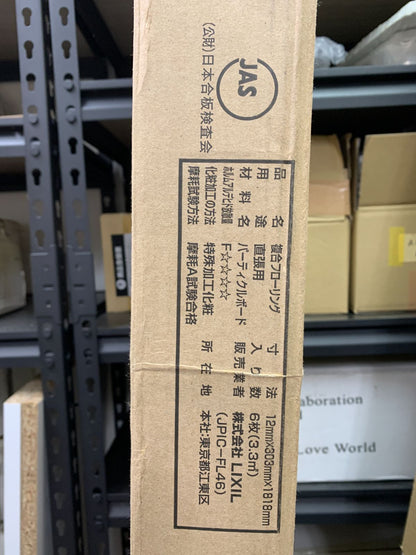 JAS
(公財)日本合板検査会
品名 複合フローリング
用途 直張用
材料名 パーティクルボード
ホルムアルデヒド放散量 F☆☆☆☆
化粧加工の方法 特殊加工化粧
摩耗試験方法 摩耗A試験合格
寸法 12mm×303mm×1818mm
入り数 6枚(3.3㎡)
販売業者 株式会社 LIXIL
(JPIC-FL46)
所在地 本社:東京都江東区
Love World